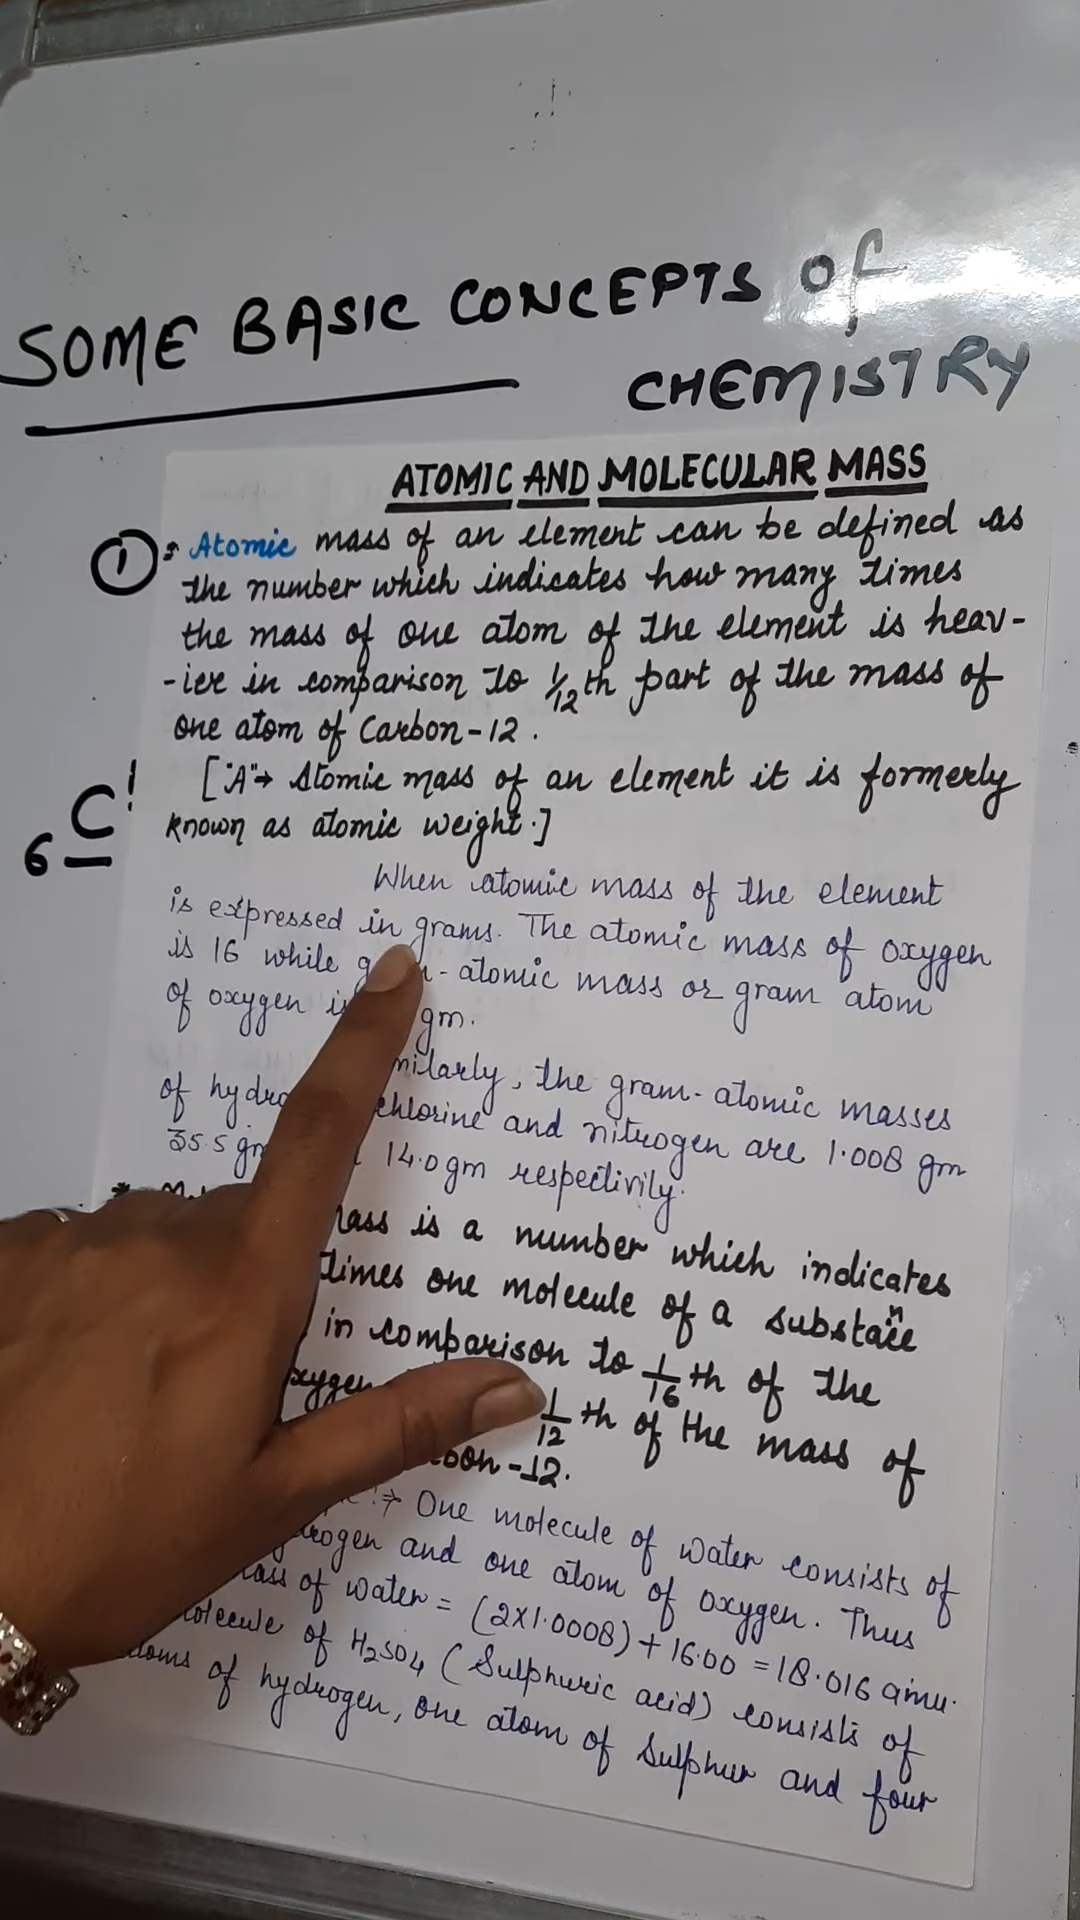 SOME BASIC CONCEPTS Of
CHEMISTRY
ATOMIC AND MOLECULAR MASS
① Atomic mass of an element can be defined as
the number which indicates how many times
the mass of one atom of the element is heav-
-ier in comparison to 1/12th part of the mass of
one atom of Carbon-12.
["A"→ Atomic mass of an element it is formerly
known as atomic weight.]
6 C
When atomic mass of the element
is expressed in grams. The atomic mass of oxygen
is 16 while - atomic mass or gram atom
of oxygen gm.
the gram-atomic masses
of chlorine and nitrogen are 1.008 gm
35.5 14.0gm respectivily.
is a number which indicates
times one molecule of a substance
in comparison to 1/16 th of the
1/12 th of the mass of
-12.
One molecule of water consists of
and one atom of oxygen. Thus
of water = (2X1.0008) + 16.00 = 18.016 amu.
of H₂SO₄ (Sulphuric acid) consists of
of hydrogen, one atom of Sulphur and four